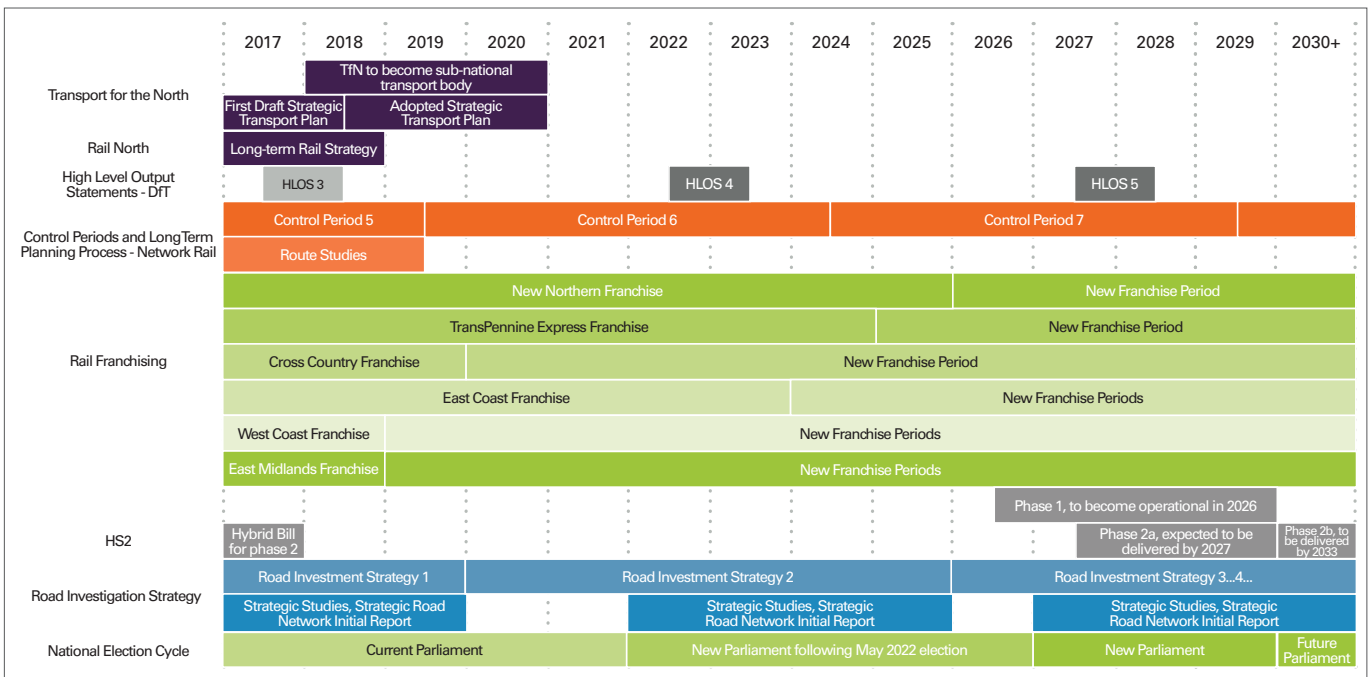 2017 2018 2019 2020 2021 2022 2023 2024 2025 2026 2027 2028 2029 2030+
Transport for the North
TfN to become sub-national
transport body
First Draft Strategic
Transport Plan
Adopted Strategic
Transport Plan
Rail North
Long-term Rail Strategy
High Level Output
Statements - DfT
HLOS 3
HLOS 4
HLOS 5
Control Periods and Long Term
Planning Process - Network Rail
Control Period 5
Control Period 6
Control Period 7
Route Studies
Rail Franchising
New Northern Franchise
New Franchise Period
TransPennine Express Franchise
New Franchise Period
Cross Country Franchise
New Franchise Period
East Coast Franchise
New Franchise Periods
West Coast Franchise
New Franchise Periods
East Midlands Franchise
New Franchise Periods
HS2
Phase 1, to become operational in 2026
Hybrid Bill
for phase 2
Phase 2a, expected to be
delivered by 2027
Phase 2b, to
be delivered
by 2033
Road Investigation Strategy
Road Investment Strategy 1
Road Investment Strategy 2
Road Investment Strategy 3...4...
Strategic Studies, Strategic Road
Network Initial Report
Strategic Studies, Strategic
Road Network Initial Report
Strategic Studies, Strategic
Road Network Initial Report
National Election Cycle
Current Parliament
New Parliament following May 2022 election
New Parliament
Future
Parliament